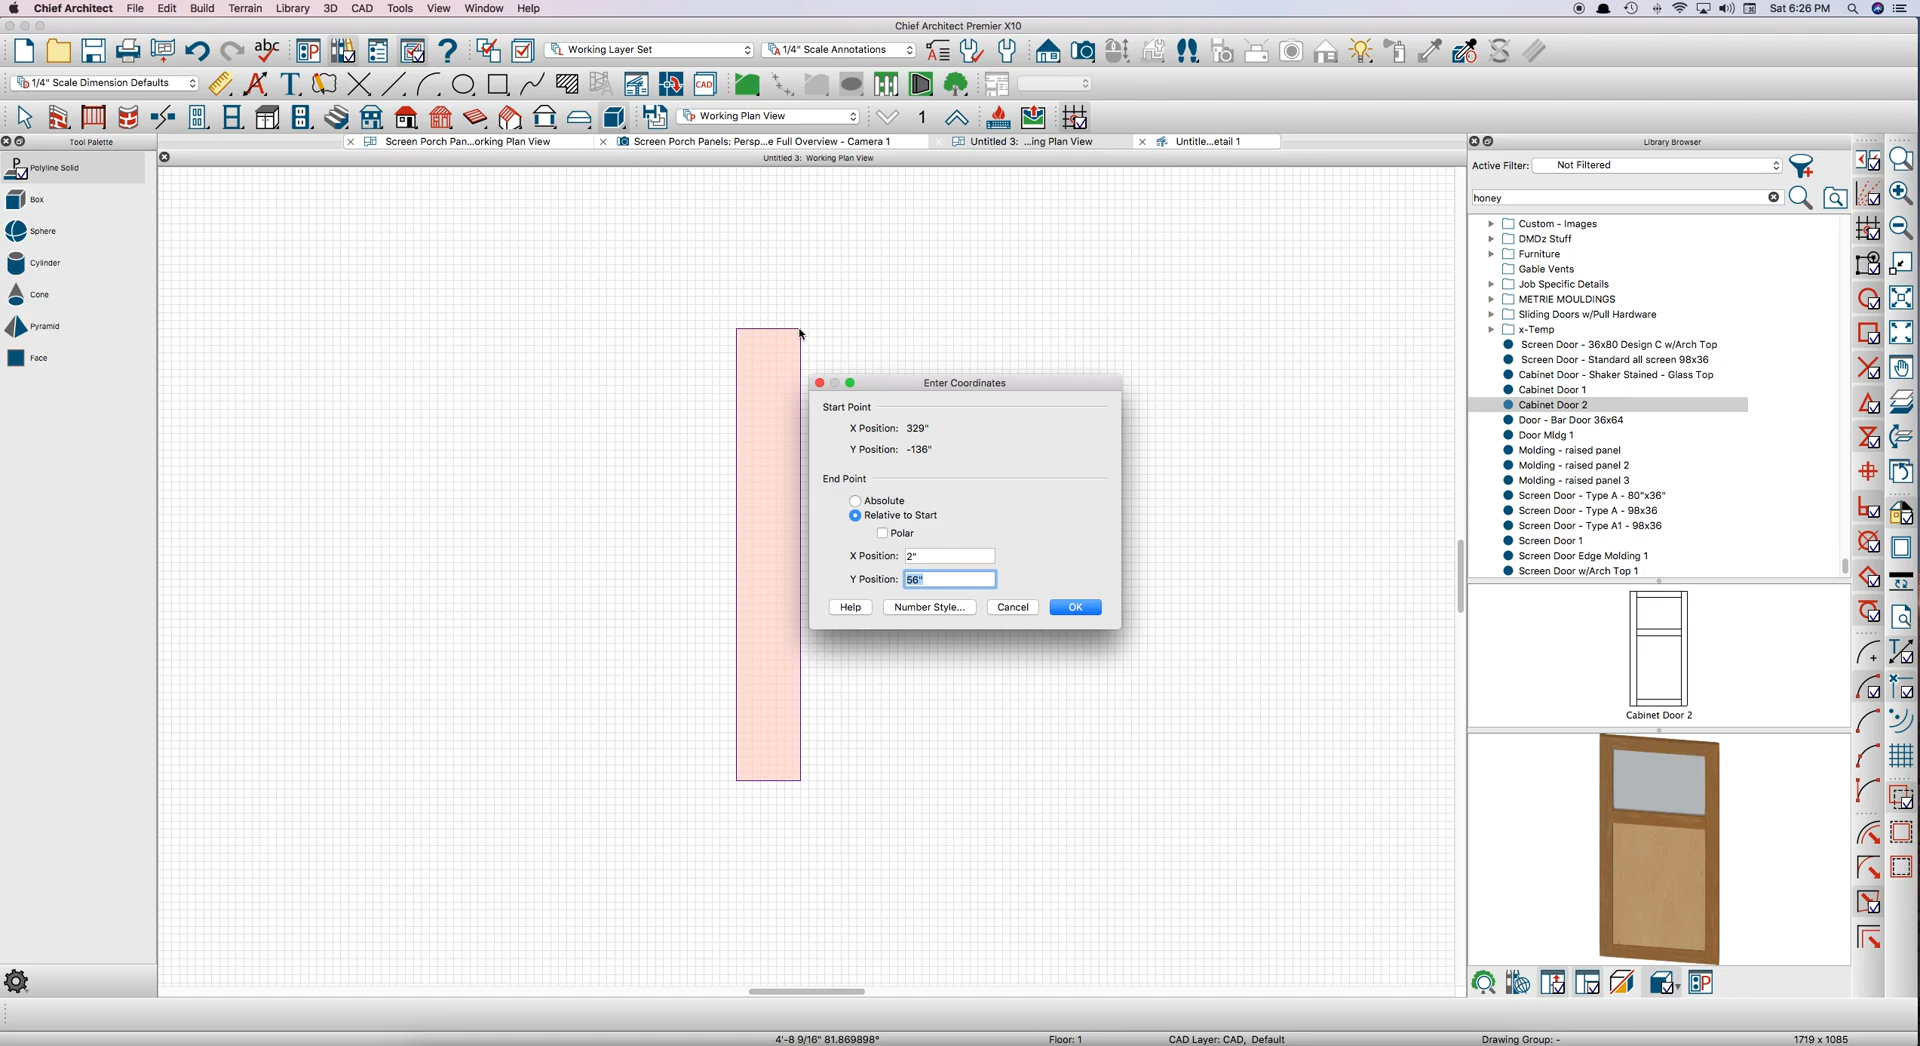 Chief Architect File Edit Build Terrain Library 3D CAD Tools View Window Help Sat 6:26 PM
Chief Architect Premier X10
abc Working Layer Set 1/4" Scale Annotations
1/4" Scale Dimension Defaults CAD
Working Plan View 1
Tool Palette Screen Porch Pan...orking Plan View Screen Porch Panels: Persp...e Full Overview - Camera 1 Untitled 3: ...ing Plan View Untitle...etail 1 Library Browser
Untitled 3: Working Plan View
Active Filter: Not Filtered
Polyline Solid
Box
Sphere
Cylinder
Cone
Pyramid
Face
honey
Custom - Images
DMDz Stuff
Furniture
Gable Vents
Job Specific Details
METRIE MOULDINGS
Sliding Doors w/Pull Hardware
x-Temp
Screen Door - 36x80 Design C w/Arch Top
Screen Door - Standard all screen 98x36
Cabinet Door - Shaker Stained - Glass Top
Cabinet Door 1
Cabinet Door 2
Door - Bar Door 36x64
Door Mldg 1
Molding - raised panel
Molding - raised panel 2
Molding - raised panel 3
Screen Door - Type A - 80"x36"
Screen Door - Type A - 98x36
Screen Door - Type A1 - 98x36
Screen Door 1
Screen Door Edge Molding 1
Screen Door w/Arch Top 1
Cabinet Door 2
Enter Coordinates
Start Point
X Position: 329"
Y Position: -136"
End Point
Absolute
Relative to Start
Polar
X Position: 2"
Y Position: 56"
Help Number Style... Cancel OK
4'-8 9/16" 81.869898° Floor: 1 CAD Layer: CAD, Default Drawing Group: - 1719 x 1085